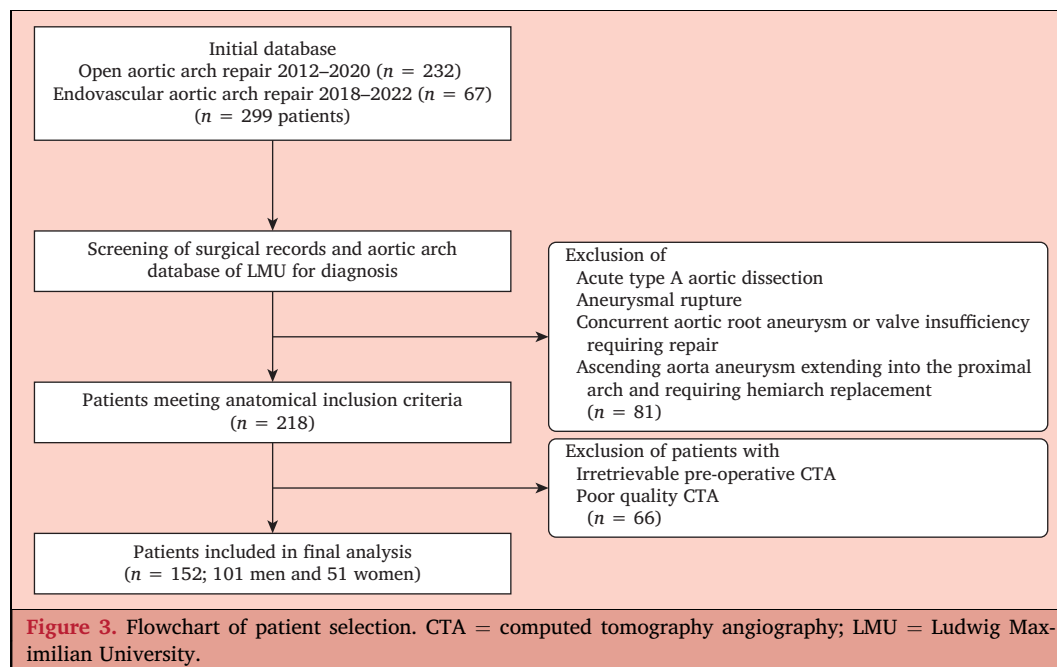 Initial database
Open aortic arch repair 2012–2020 (n = 232)
Endovascular aortic arch repair 2018–2022 (n = 67)
(n = 299 patients)
Screening of surgical records and aortic arch
database of LMU for diagnosis
Exclusion of
Acute type A aortic dissection
Aneurysmal rupture
Concurrent aortic root aneurysm or valve insufficiency
requiring repair
Ascending aorta aneurysm extending into the proximal
arch and requiring hemiarch replacement
(n = 81)
Patients meeting anatomical inclusion criteria
(n = 218)
Exclusion of patients with
Irretrievable pre-operative CTA
Poor quality CTA
(n = 66)
Patients included in final analysis
(n = 152; 101 men and 51 women)
Figure 3. Flowchart of patient selection. CTA = computed tomography angiography; LMU = Ludwig Max-
imilian University.